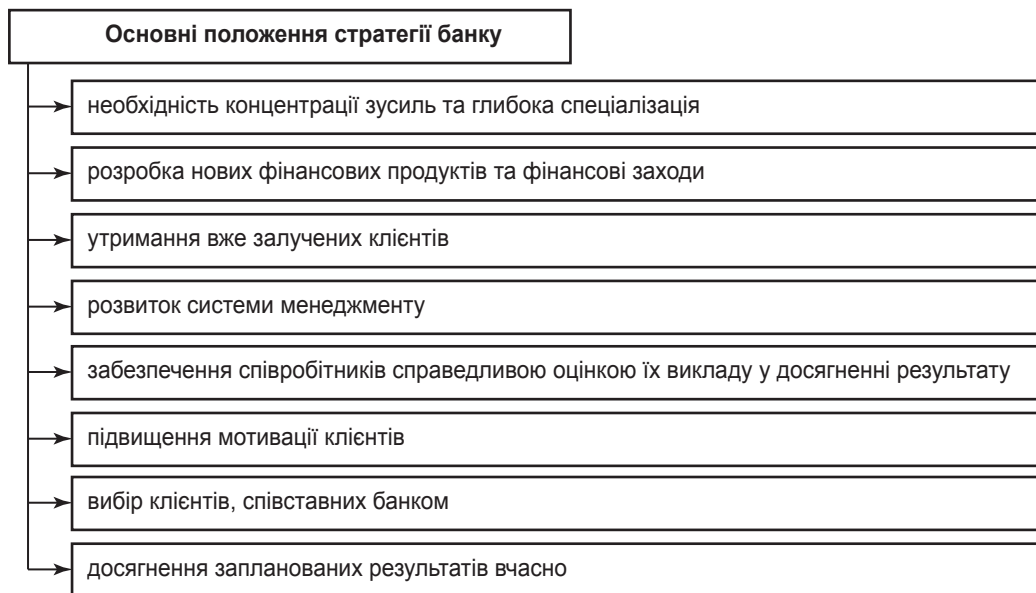 Основні положення стратегії банку
необхідність концентрації зусиль та глибока спеціалізація
розробка нових фінансових продуктів та фінансові заходи
утримання вже залучених клієнтів
розвиток системи менеджменту
забезпечення співробітників справедливою оцінкою їх викладу у досягненні результату
підвищення мотивації клієнтів
вибір клієнтів, співставних банком
досягнення запланованих результатів вчасно